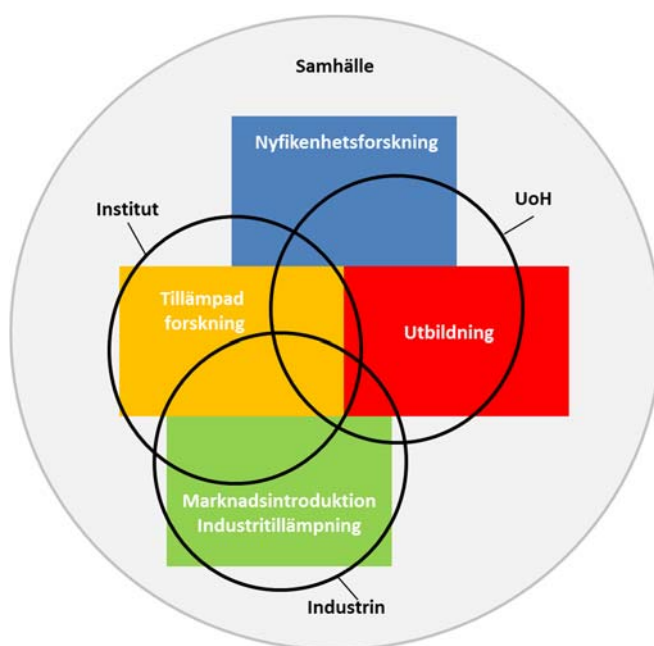 Samhälle
Nyfikenhetsforskning
Institut
UoH
Tillämpad
forskning
Utbildning
Marknadsintroduktion
Industritillämpning
Industrin